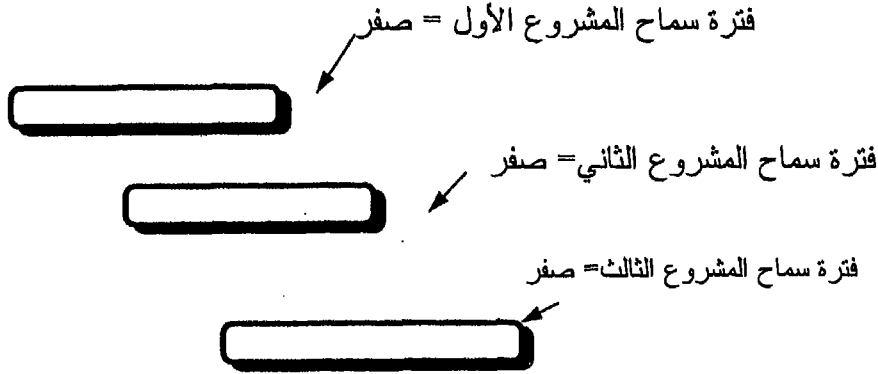 فترة سماح المشروع الأول = صفر
فترة سماح المشروع الثاني= صفر
فترة سماح المشروع الثالث= صفر